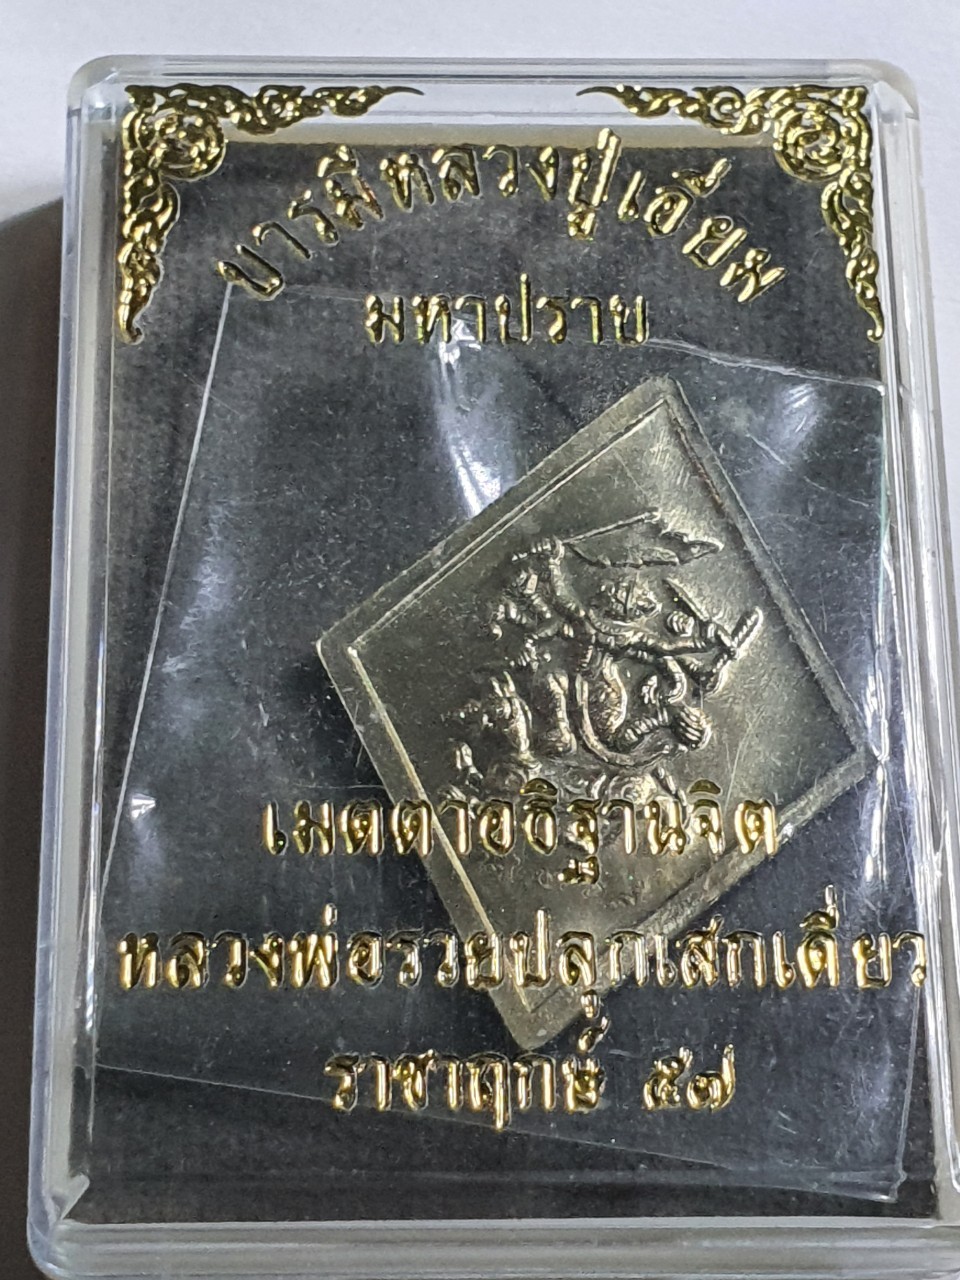 บารมีหลวงปู่เอี่ยม
มหาปราบ
เมตตาอธิฐานจิต
หลวงพ่อรวยปลุกเสกเดี่ยว
ราชาฤกษ์ ๕๗